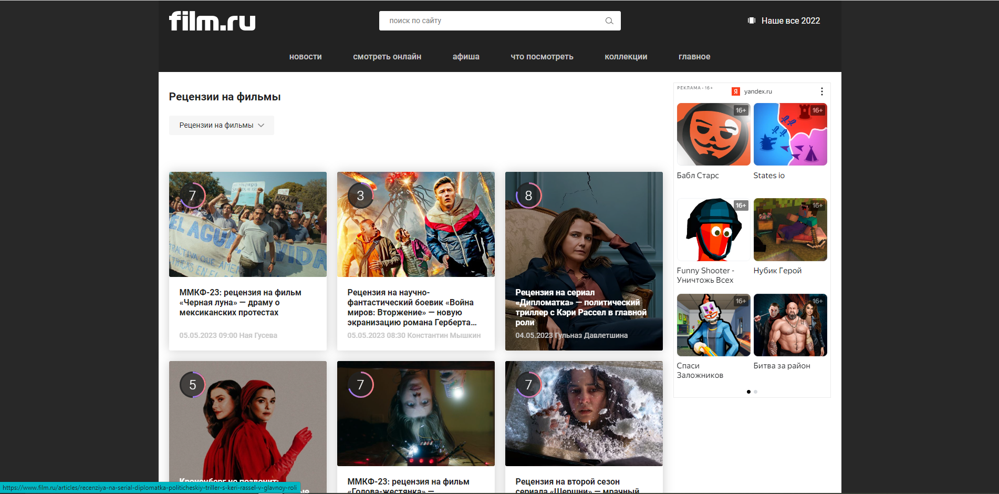 film.ru
поиск по сайту
Наше все 2022
новости
смотреть онлайн
афиша
что посмотреть
коллекции
главное
Рецензии на фильмы
Рецензии на фильмы
7
EL AGUA
VIDA
ММКФ-23: рецензия на фильм
«Черная луна» — драму о
мексиканских протестах
05.05.2023 09:00 Ная Гусева
3
Рецензия на научно-
фантастический боевик «Война
миров: Вторжение» — новую
экранизацию романа Герберта…
05.05.2023 08:30 Константин Мышкин
8
Рецензия на сериал
«Дипломатка» — политический
триллер с Кэри Рассел в главной
роли
04.05.2023 Гульназ Давлетшина
5
Кроненберг не позвонит:
ые
7
ММКФ-23: рецензия на фильм
«Голова-жестянка» —
7
Рецензия на второй сезон
сериала «Шершни» — мрачный
РЕКЛАМА • 16+
Я yandex.ru
16+
Бабл Старс
16+
States io
16+
Funny Shooter -
Уничтожь Всех
16+
Нубик Герой
16+
Спаси
Заложников
16+
Битва за район
https://www.film.ru/articles/recenziya-na-serial-diplomatka-politicheskiy-triller-s-keri-rassel-v-glavnoy-roli